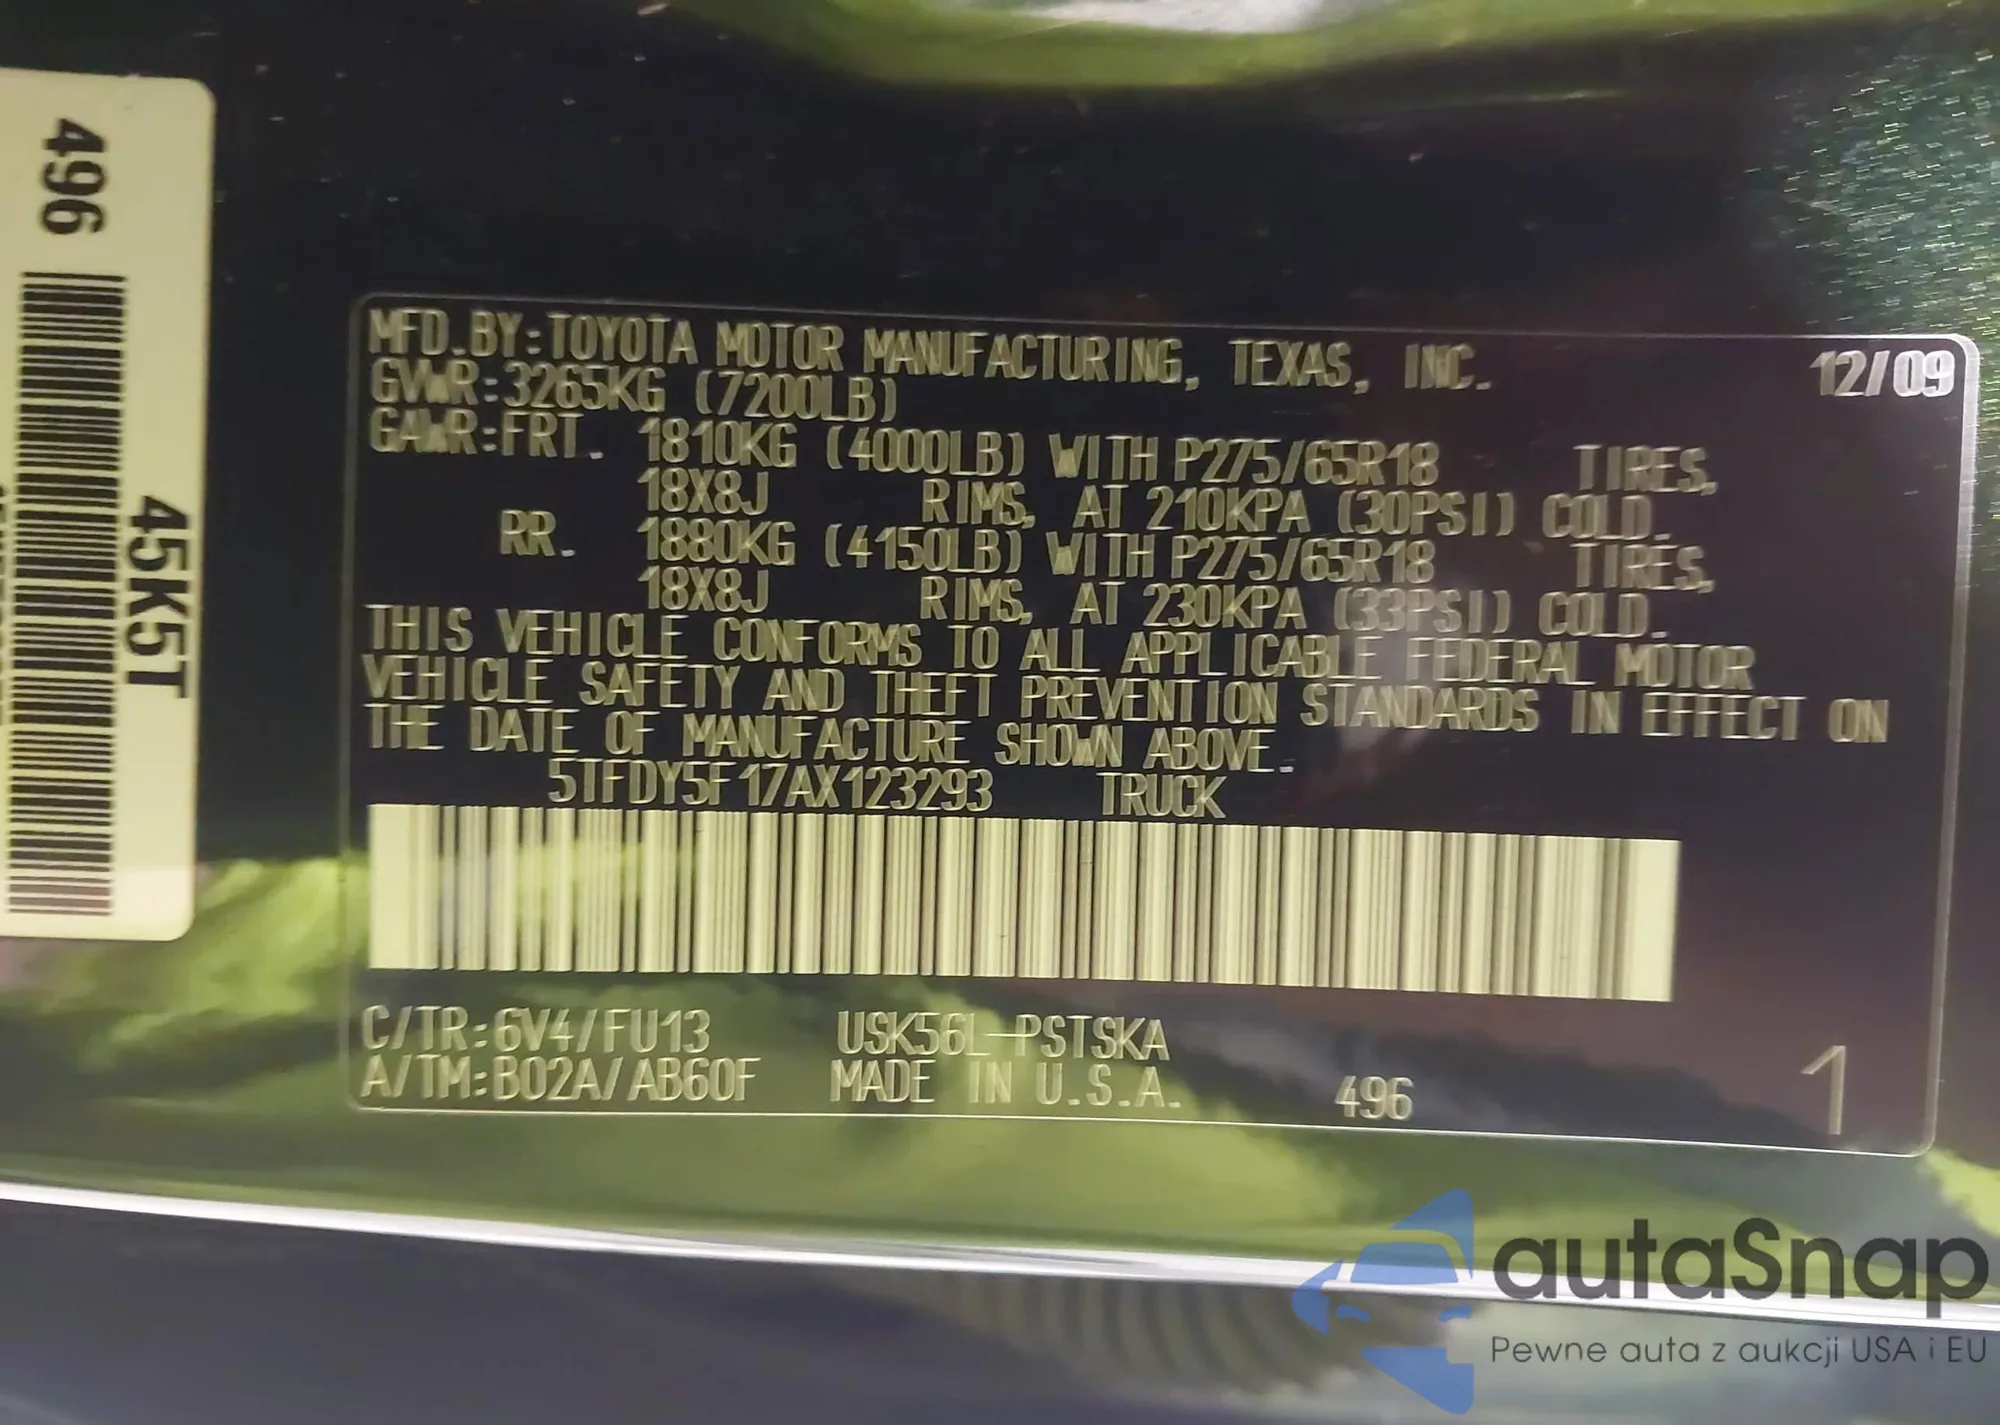 496
45K5T
MFD.BY:TOYOTA MOTOR MANUFACTURING, TEXAS, INC. 12/09
GVWR:3265KG (7200LB)
GAWR:FRT. 1810KG (4000LB) WITH P275/65R18 TIRES,
18X8J RIMS, AT 210KPA (30PSI) COLD.
RR. 1880KG (4150LB) WITH P275/65R18 TIRES,
18X8J RIMS, AT 230KPA (33PSI) COLD.
THIS VEHICLE CONFORMS TO ALL APPLICABLE FEDERAL MOTOR
VEHICLE SAFETY AND THEFT PREVENTION STANDARDS IN EFFECT ON
THE DATE OF MANUFACTURE SHOWN ABOVE.
5TFDY5F17AX123293 TRUCK
C/TR:6V4/FU13 USK56L-PSTSKA
A/TM:B02A/AB60F MADE IN U.S.A. 496 1
autaSnap
Pewne auta z aukcji USA i EU